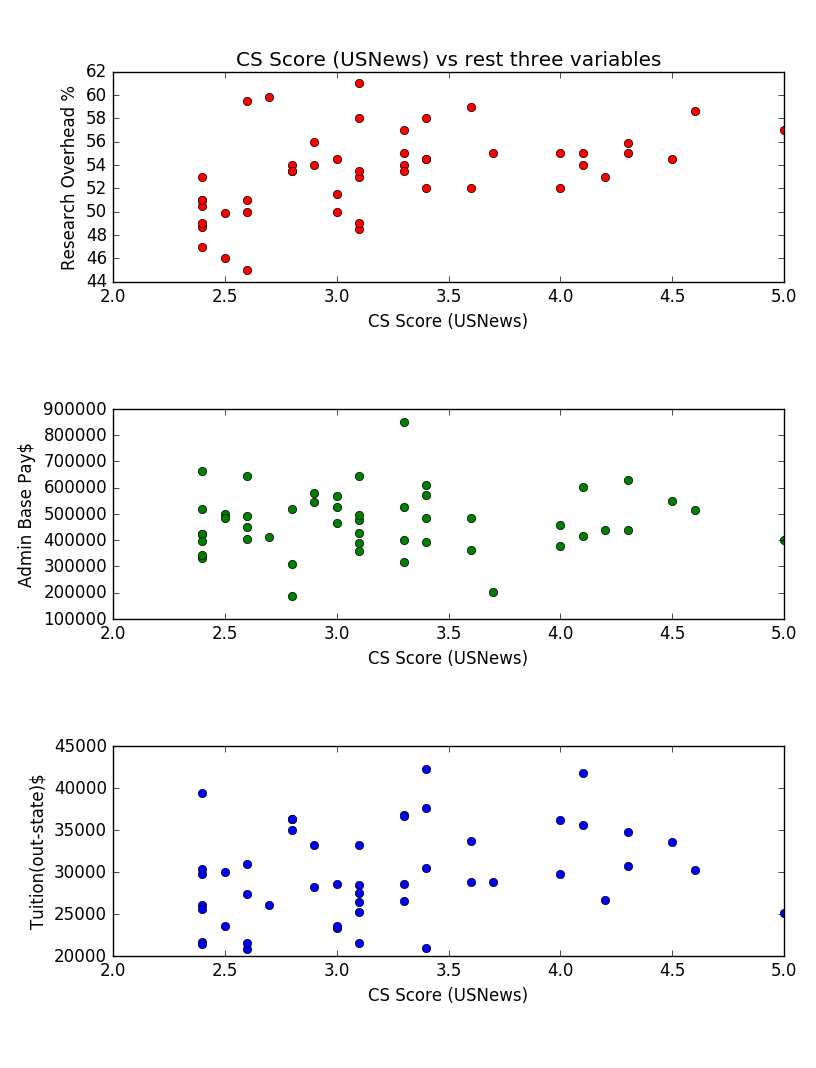 CS Score (USNews) vs rest three variables
62
60
58
56
54
52
50
48
46
44
Research Overhead %
2.0 2.5 3.0 3.5 4.0 4.5 5.0
CS Score (USNews)
900000
800000
700000
600000
500000
400000
300000
200000
100000
Admin Base Pay$
2.0 2.5 3.0 3.5 4.0 4.5 5.0
CS Score (USNews)
45000
40000
35000
30000
25000
20000
Tuition(out-state)$
2.0 2.5 3.0 3.5 4.0 4.5 5.0
CS Score (USNews)